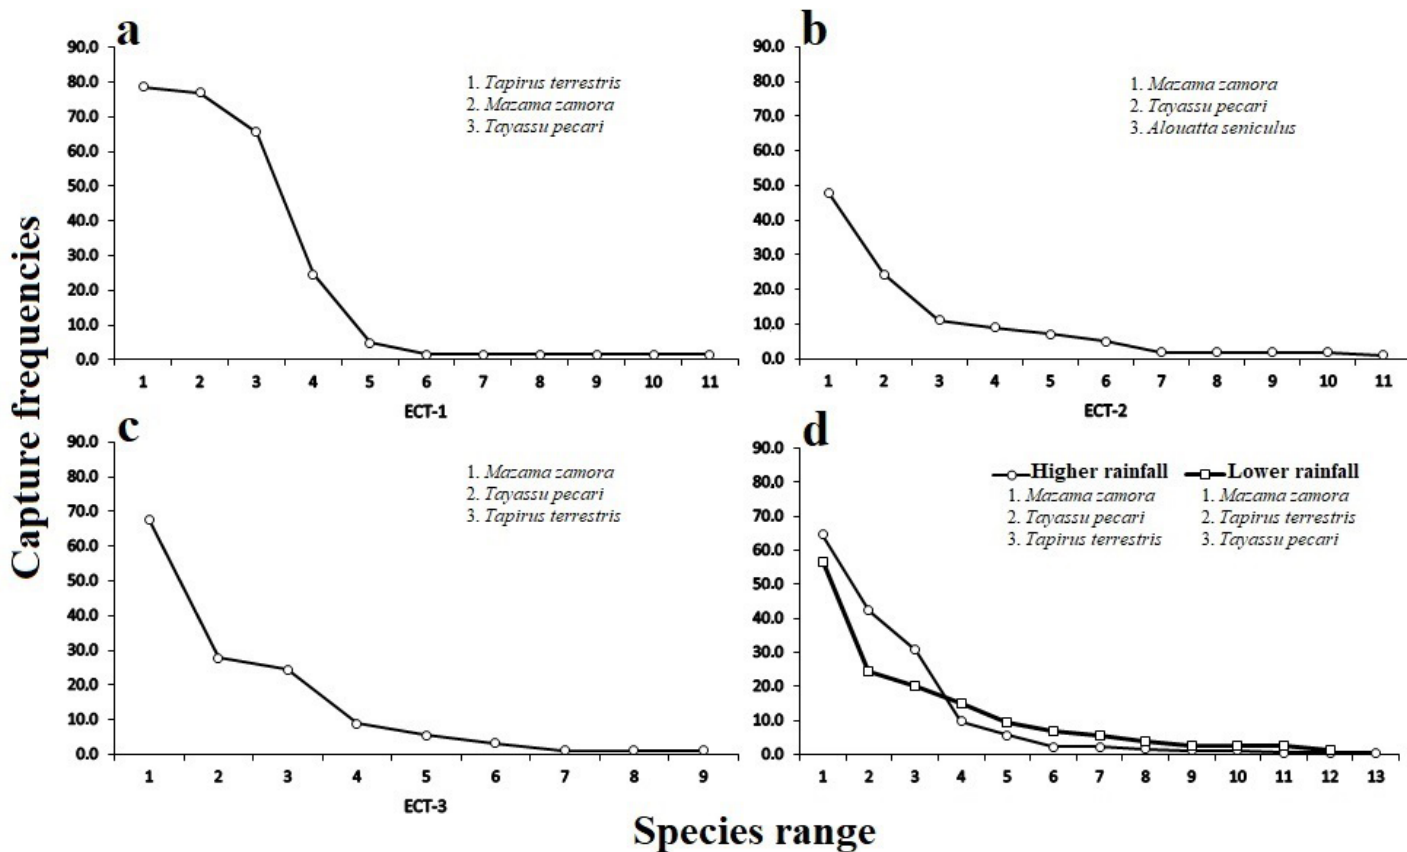 Capture frequencies
a
90.0
80.0
70.0
60.0
50.0
40.0
30.0
20.0
10.0
0.0
1 2 3 4 5 6 7 8 9 10 11
ECT-1
1. Tapirus terrestris
2. Mazama zamora
3. Tayassu pecari
b
90.0
80.0
70.0
60.0
50.0
40.0
30.0
20.0
10.0
0.0
1 2 3 4 5 6 7 8 9 10 11
ECT-2
1. Mazama zamora
2. Tayassu pecari
3. Alouatta seniculus
c
90.0
80.0
70.0
60.0
50.0
40.0
30.0
20.0
10.0
0.0
1 2 3 4 5 6 7 8 9
ECT-3
1. Mazama zamora
2. Tayassu pecari
3. Tapirus terrestris
d
90.0
80.0
70.0
60.0
50.0
40.0
30.0
20.0
10.0
0.0
1 2 3 4 5 6 7 8 9 10 11 12 13
Higher rainfall
1. Mazama zamora
2. Tayassu pecari
3. Tapirus terrestris
Lower rainfall
1. Mazama zamora
2. Tapirus terrestris
3. Tayassu pecari
Species range